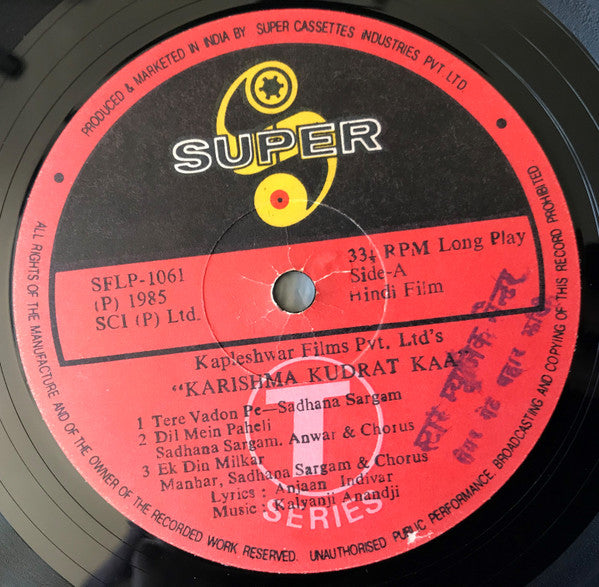 PRODUCED & MARKETED IN INDIA BY SUPER CASSETTES INDUSTRIES PVT. LTD
SUPER
SFLP-1061
(P) 1985
SCI (P) Ltd.
33⅓ RPM Long Play
Side-A
Hindi Film
Kapleshwar Films Pvt. Ltd's
"KARISHMA KUDRAT KAA"
1 Tere Vadon Pe—Sadhana Sargam
2 Dil Mein Paheli
Sadhana Sargam. Anwar & Chorus
3 Ek Din Milkar
Manhar, Sadhana Sargam & Chorus
Lyrics : Anjaan Indivar
Music : Kalyanji Anandji
T
SERIES
स्टार म्यूजिक सेन्टर
ALL RIGHTS OF THE MANUFACTURE AND OF THE OWNER OF THE RECORDED WORK RESERVED. UNAUTHORISED PUBLIC PERFORMANCE. BROADCASTING AND COPYING OF THIS RECORD PROHIBITED